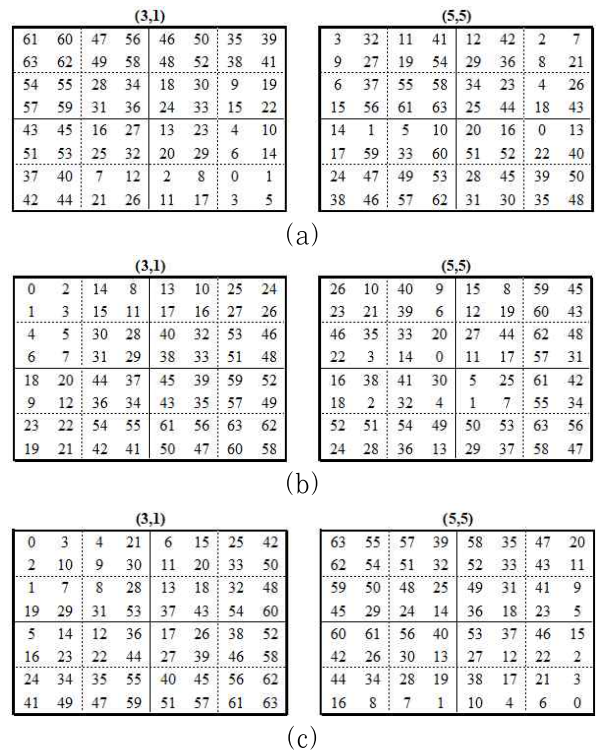 (3,1) (5,5)
61 60 47 56 46 50 35 39 3 32 11 41 12 42 2 7
63 62 49 58 48 52 38 41 9 27 19 54 29 36 8 21
54 55 28 34 18 30 9 19 6 37 55 58 34 23 4 26
57 59 31 36 24 33 15 22 15 56 61 63 25 44 18 43
43 45 16 27 13 23 4 10 14 1 5 10 20 16 0 13
51 53 25 32 20 29 6 14 17 59 33 60 51 52 22 40
37 40 7 12 2 8 0 1 24 47 49 53 28 45 39 50
42 44 21 26 11 17 3 5 38 46 57 62 31 30 35 48
(a)
(3,1) (5,5)
0 2 14 8 13 10 25 24 26 10 40 9 15 8 59 45
1 3 15 11 17 16 27 26 23 21 39 6 12 19 60 43
4 5 30 28 40 32 53 46 46 35 33 20 27 44 62 48
6 7 31 29 38 33 51 48 22 3 14 0 11 17 57 31
18 20 44 37 45 39 59 52 16 38 41 30 5 25 61 42
9 12 36 34 43 35 57 49 18 2 32 4 1 7 55 34
23 22 54 55 61 56 63 62 52 51 54 49 50 53 63 56
19 21 42 41 50 47 60 58 24 28 36 13 29 37 58 47
(b)
(3,1) (5,5)
0 3 4 21 6 15 25 42 63 55 57 39 58 35 47 20
2 10 9 30 11 20 33 50 62 54 51 32 52 33 43 11
1 7 8 28 13 18 32 48 59 50 48 25 49 31 41 9
19 29 31 53 37 43 54 60 45 29 24 14 36 18 23 5
5 14 12 36 17 26 38 52 60 61 56 40 53 37 46 15
16 23 22 44 27 39 46 58 42 26 30 13 27 12 22 2
24 34 35 55 40 45 56 62 44 34 28 19 38 17 21 3
41 49 47 59 51 57 61 63 16 8 7 1 10 4 6 0
(c)